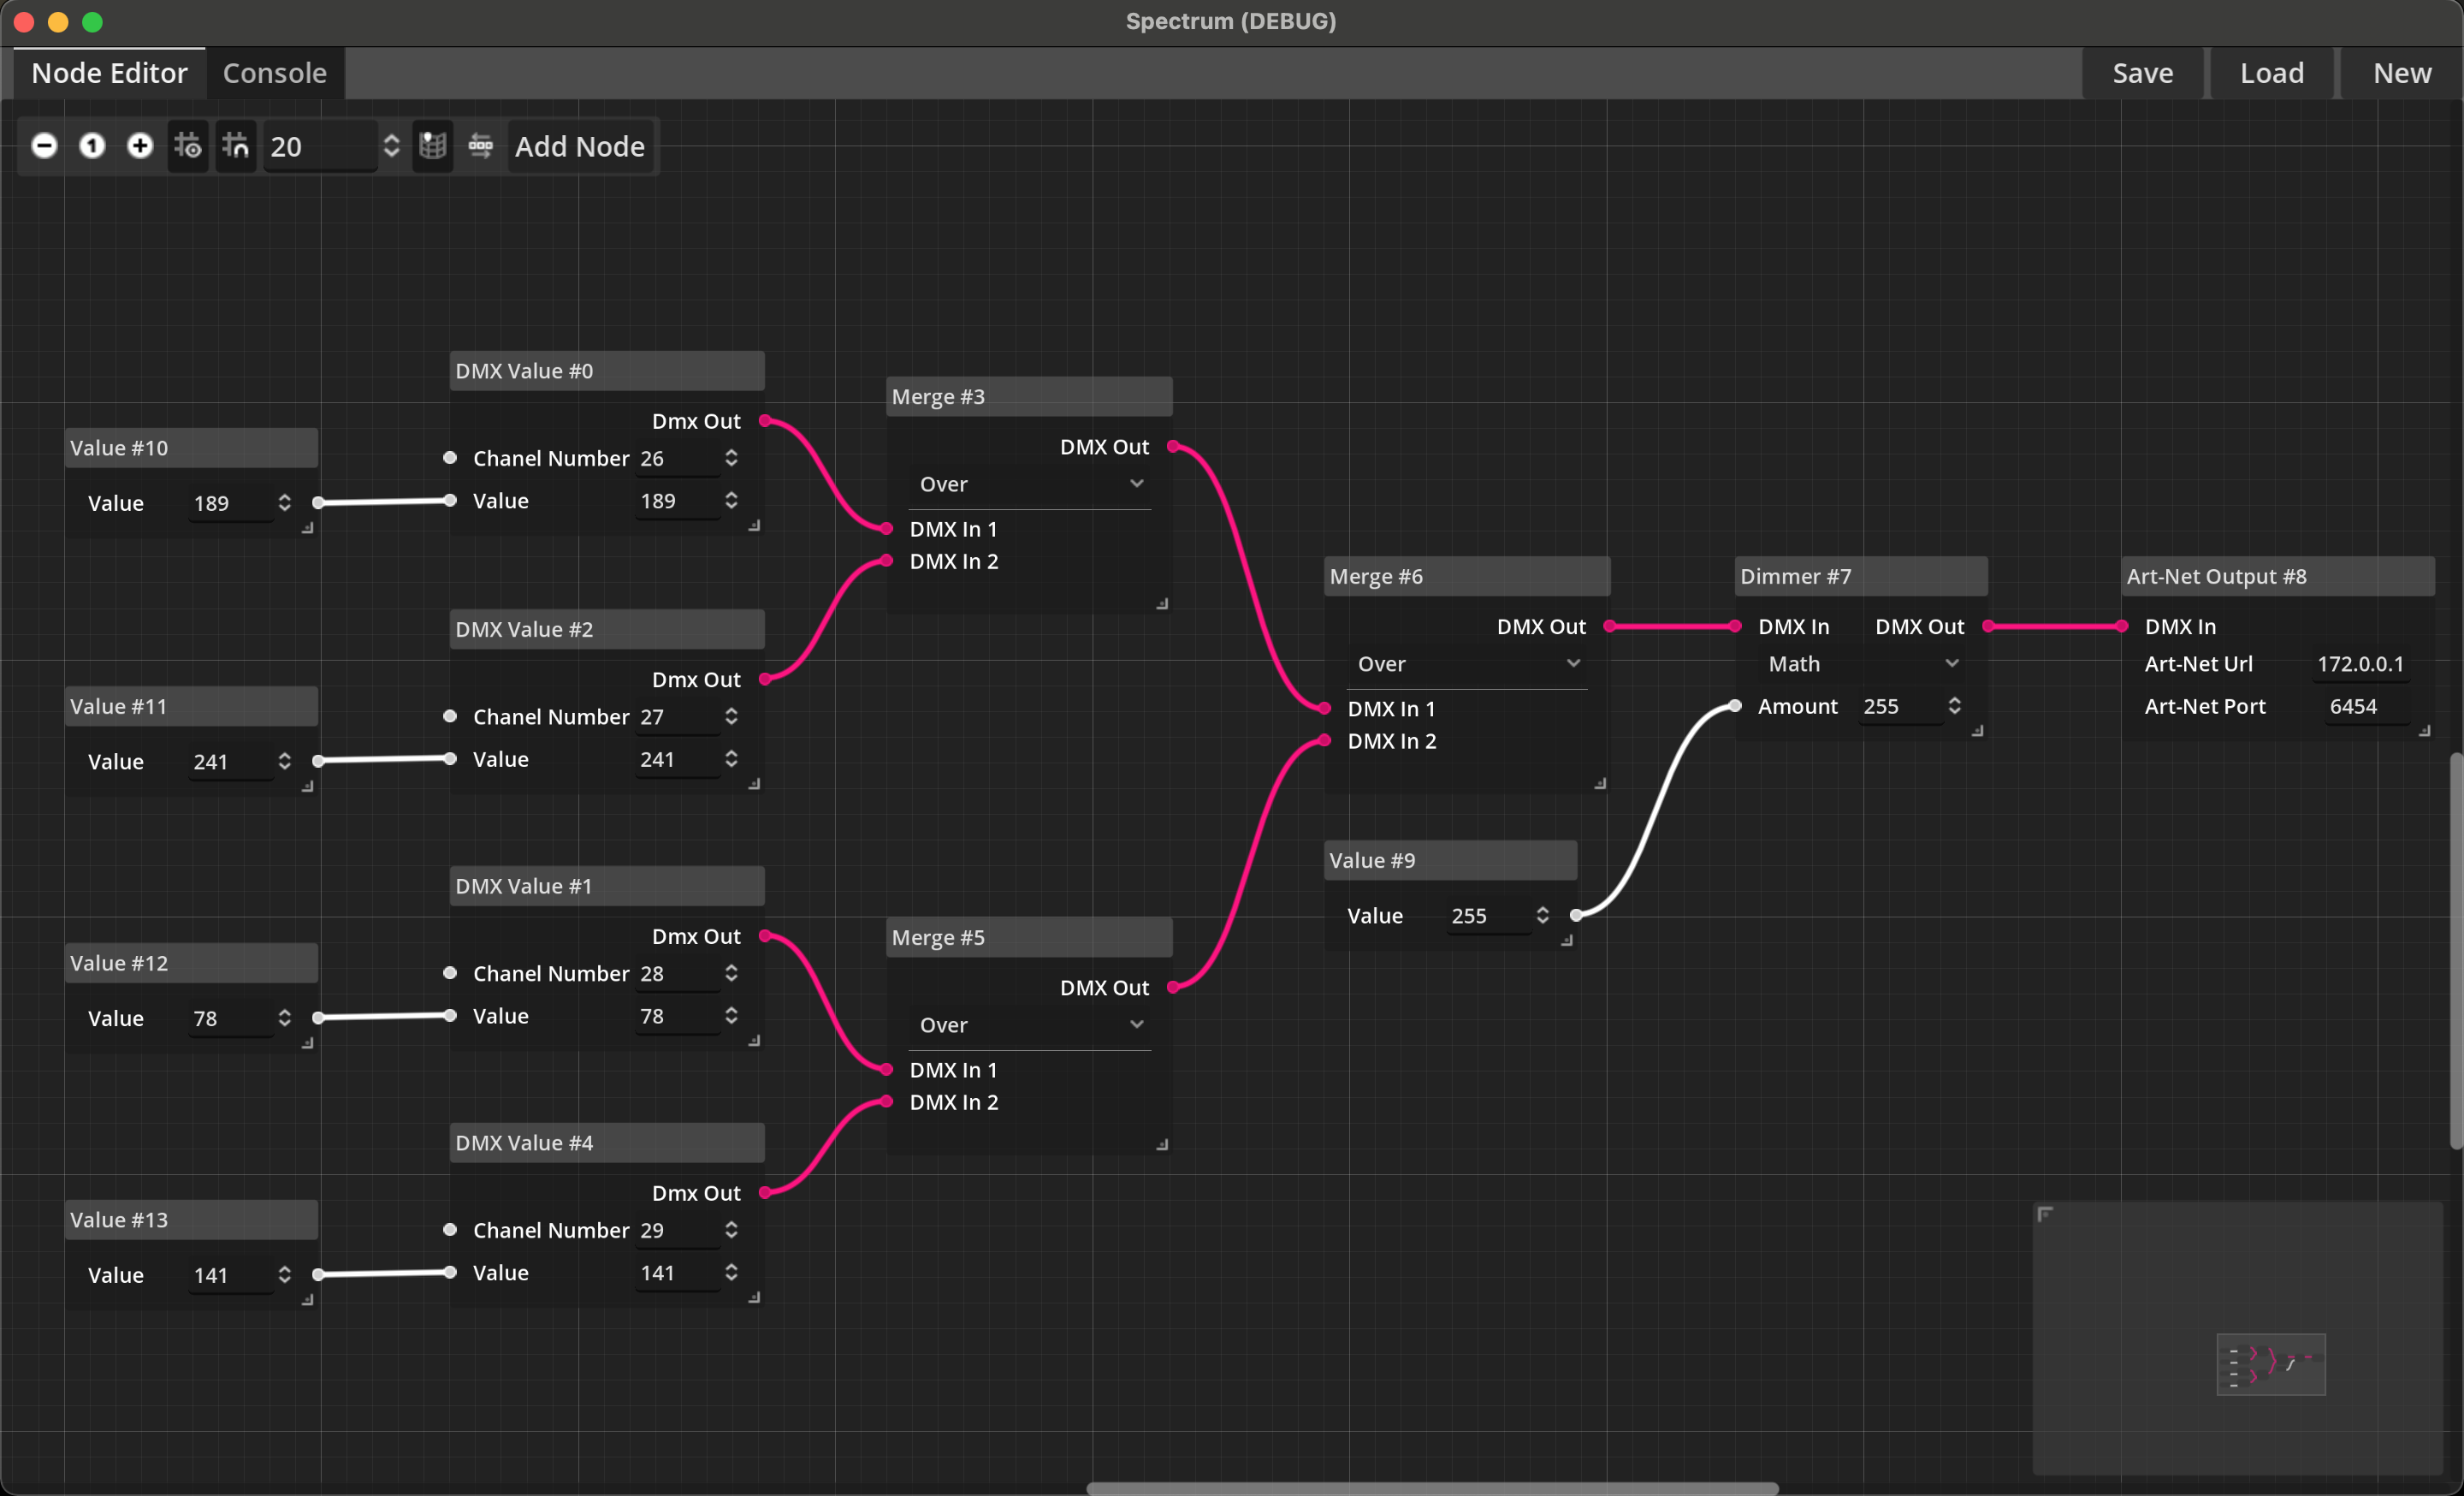 Spectrum (DEBUG)
Node Editor
Console
Save
Load
New
1
20
Add Node
Value #10
Value 189
Value #11
Value 241
Value #12
Value 78
Value #13
Value 141
DMX Value #0
Dmx Out
Chanel Number 26
Value 189
DMX Value #2
Dmx Out
Chanel Number 27
Value 241
DMX Value #1
Dmx Out
Chanel Number 28
Value 78
DMX Value #4
Dmx Out
Chanel Number 29
Value 141
Merge #3
DMX Out
Over
DMX In 1
DMX In 2
Merge #5
DMX Out
Over
DMX In 1
DMX In 2
Merge #6
DMX Out
Over
DMX In 1
DMX In 2
Value #9
Value 255
Dimmer #7
DMX In DMX Out
Math
Amount 255
Art-Net Output #8
DMX In
Art-Net Url 172.0.0.1
Art-Net Port 6454